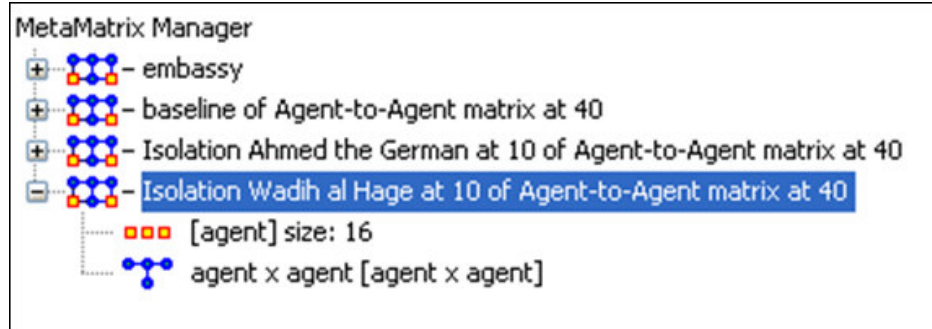 MetaMatrix Manager
– embassy
– baseline of Agent-to-Agent matrix at 40
– Isolation Ahmed the German at 10 of Agent-to-Agent matrix at 40
– Isolation Wadih al Hage at 10 of Agent-to-Agent matrix at 40
[agent] size: 16
agent x agent [agent x agent]